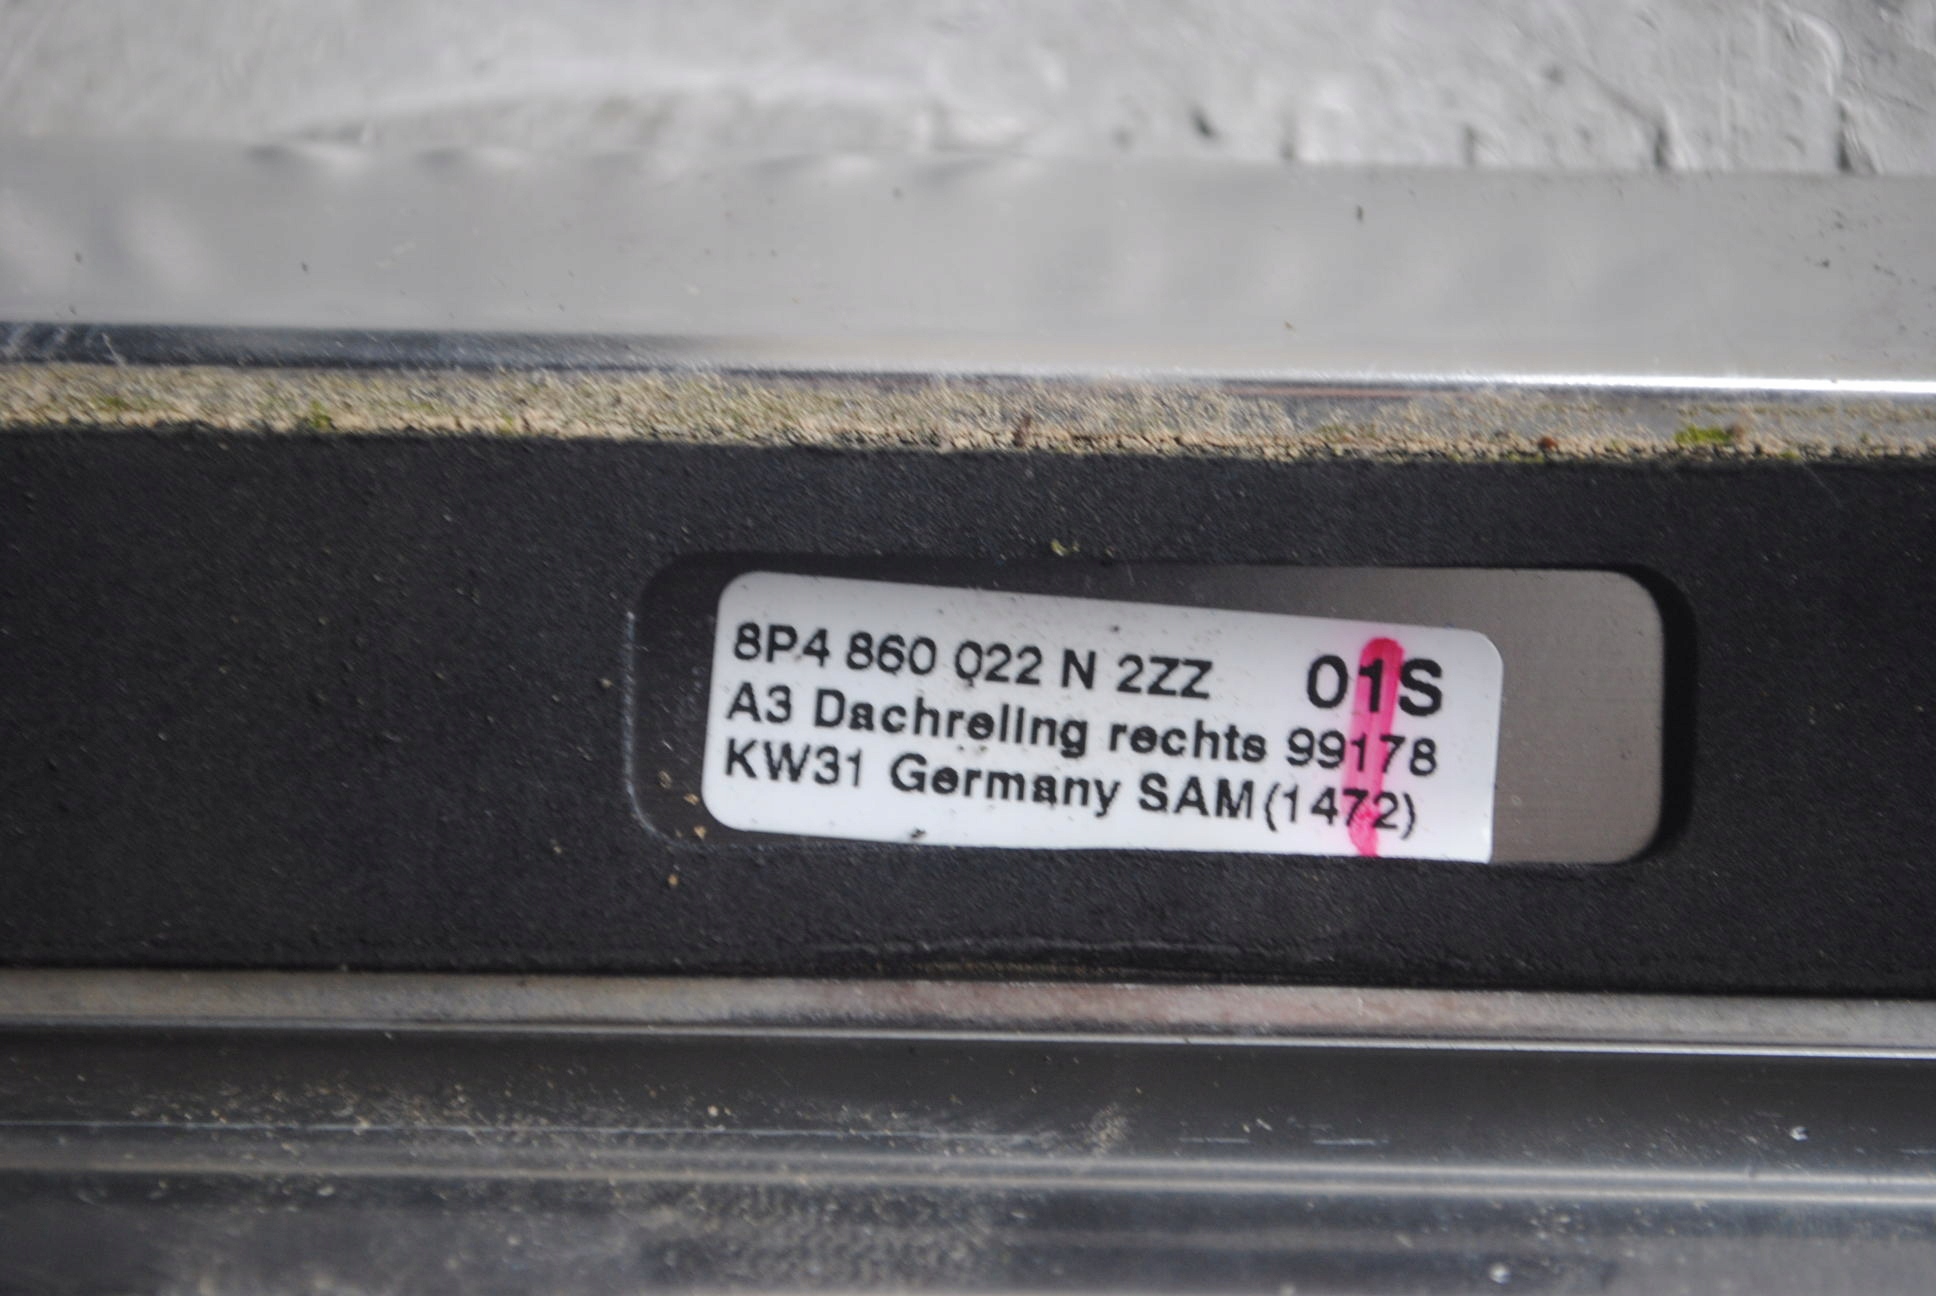 8P4 860 022 N 2ZZ 01S
A3 Dachreling rechts 99178
KW31 Germany SAM (1472)